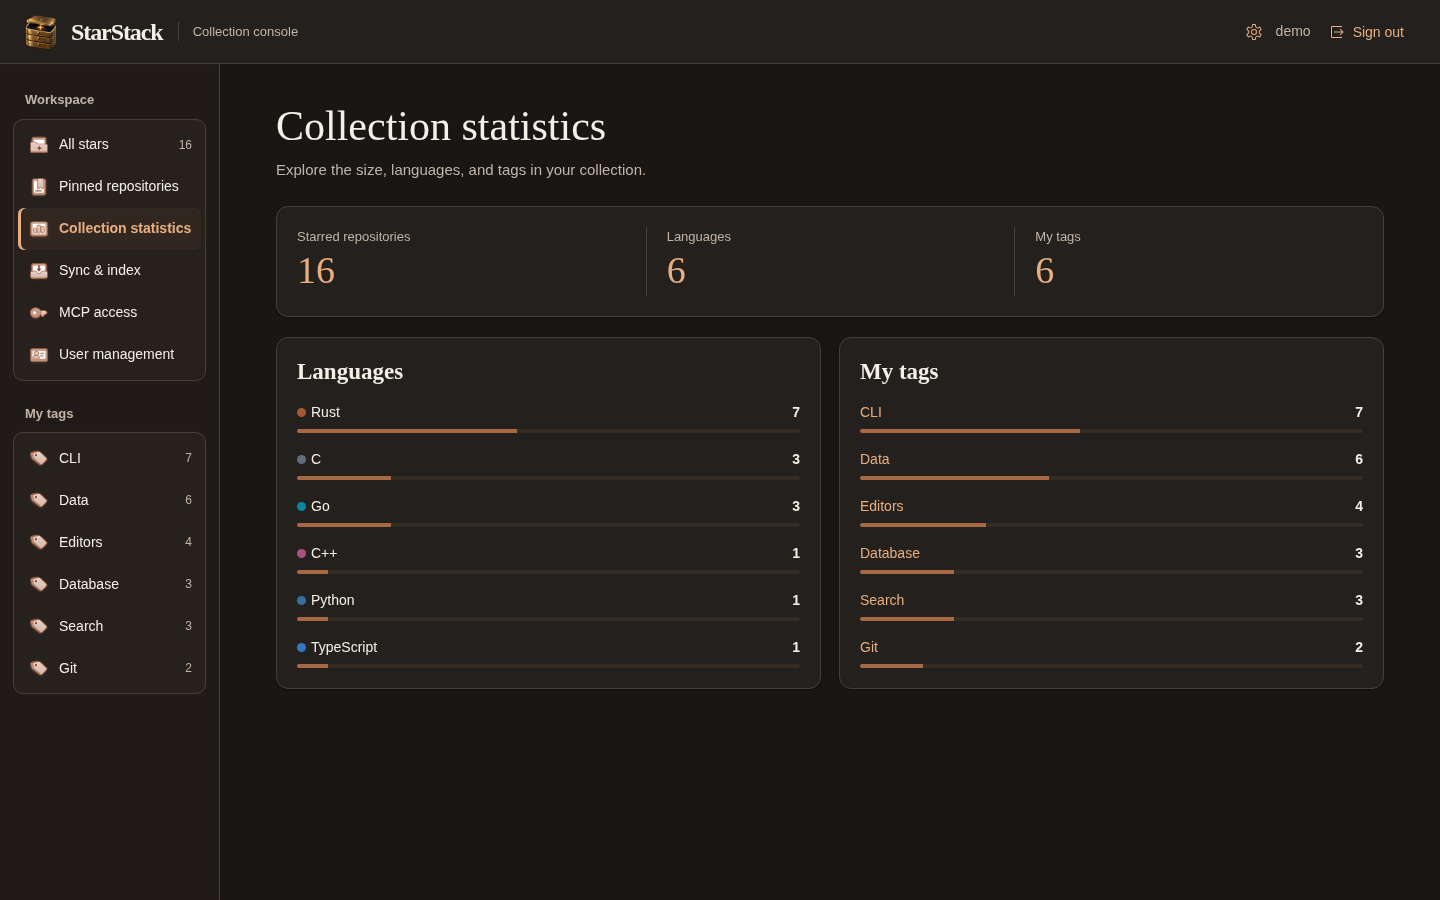 StarStack
Collection console
demo
Sign out
Workspace
All stars 16
Pinned repositories
Collection statistics
Sync & index
MCP access
User management
My tags
CLI 7
Data 6
Editors 4
Database 3
Search 3
Git 2
Collection statistics
Explore the size, languages, and tags in your collection.
Starred repositories
16
Languages
6
My tags
6
Languages
Rust 7
C 3
Go 3
C++ 1
Python 1
TypeScript 1
My tags
CLI 7
Data 6
Editors 4
Database 3
Search 3
Git 2